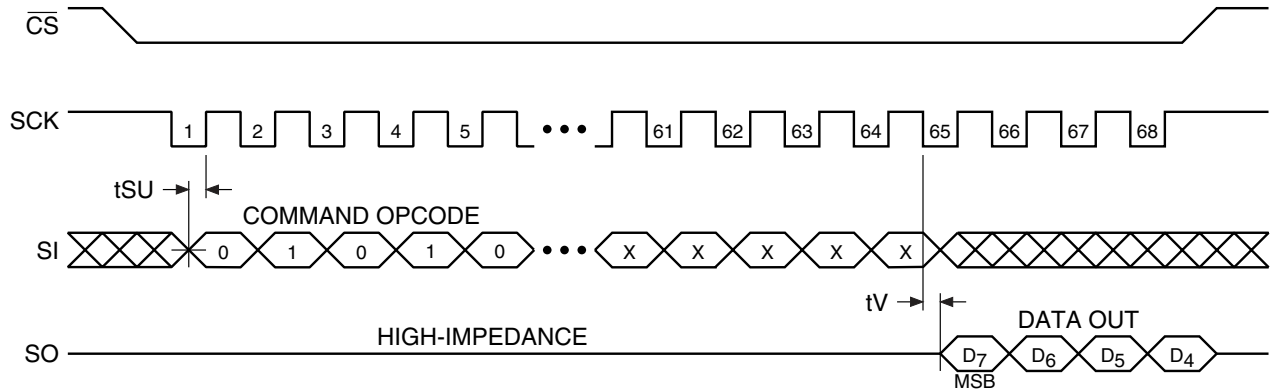 CS
SCK 1 2 3 4 5 ••• 61 62 63 64 65 66 67 68
tSU
COMMAND OPCODE
SI 0 1 0 1 0 ••• X X X X X
tV
HIGH-IMPEDANCE DATA OUT
SO D7 D6 D5 D4
MSB